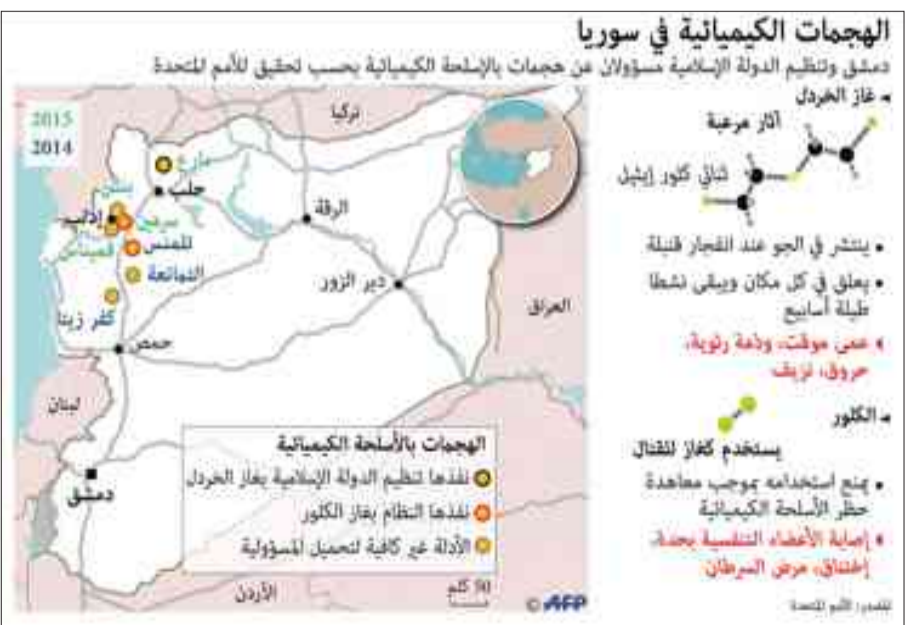 الهجمات الكيميائية في سوريا
دمشق وتنظيم الدولة الإسلامية مسؤولان عن هجمات بالإسلحة الكيميائية بحسب تحقيق للأمم المتحدة
غاز الخردل
آثار مرعبة
ثنائي كلور إيثيل
• ينتشر في الجو عند انفجار قنبلة
• يعلق في كل مكان ويبقى نشطا
طيلة أسابيع
عمى موقت، وذمة رئوية،
حروق، نزيف
الكلور
يستخدم كغاز للقتال
• يمنع استخدامه بموجب معاهدة
حظر الأسلحة الكيميائية
إصابة الأعضاء التنفسية بحدة،
إختناق، مرض السرطان
المصدر: الأمم المتحدة
2015
2014
تركيا
مارع
حلب
الرقة
إدلب
سرمين
قميناس
تلمنس
التمانعة
كفر زيتا
دير الزور
العراق
حمص
لبنان
دمشق
الأردن
الهجمات بالأسلحة الكيميائية
نفذها تنظيم الدولة الإسلامية بغاز الخردل
نفذها النظام بغاز الكلور
الأدلة غير كافية لتحميل المسؤولية
50 كلم
© AFP